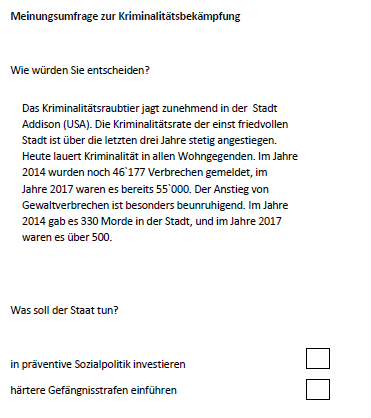 Meinungsumfrage zur Kriminalitätsbekämpfung
Wie würden Sie entscheiden?
Das Kriminalitätsraubtier jagt zunehmend in der Stadt
Addison (USA). Die Kriminalitätsrate der einst friedvollen
Stadt ist über die letzten drei Jahre stetig angestiegen.
Heute lauert Kriminalität in allen Wohngegenden. Im Jahre
2014 wurden noch 46`177 Verbrechen gemeldet, im
Jahre 2017 waren es bereits 55`000. Der Anstieg von
Gewaltverbrechen ist besonders beunruhigend. Im Jahre
2014 gab es 330 Morde in der Stadt, und im Jahre 2017
waren es über 500.
Was soll der Staat tun?
in präventive Sozialpolitik investieren
härtere Gefängnisstrafen einführen